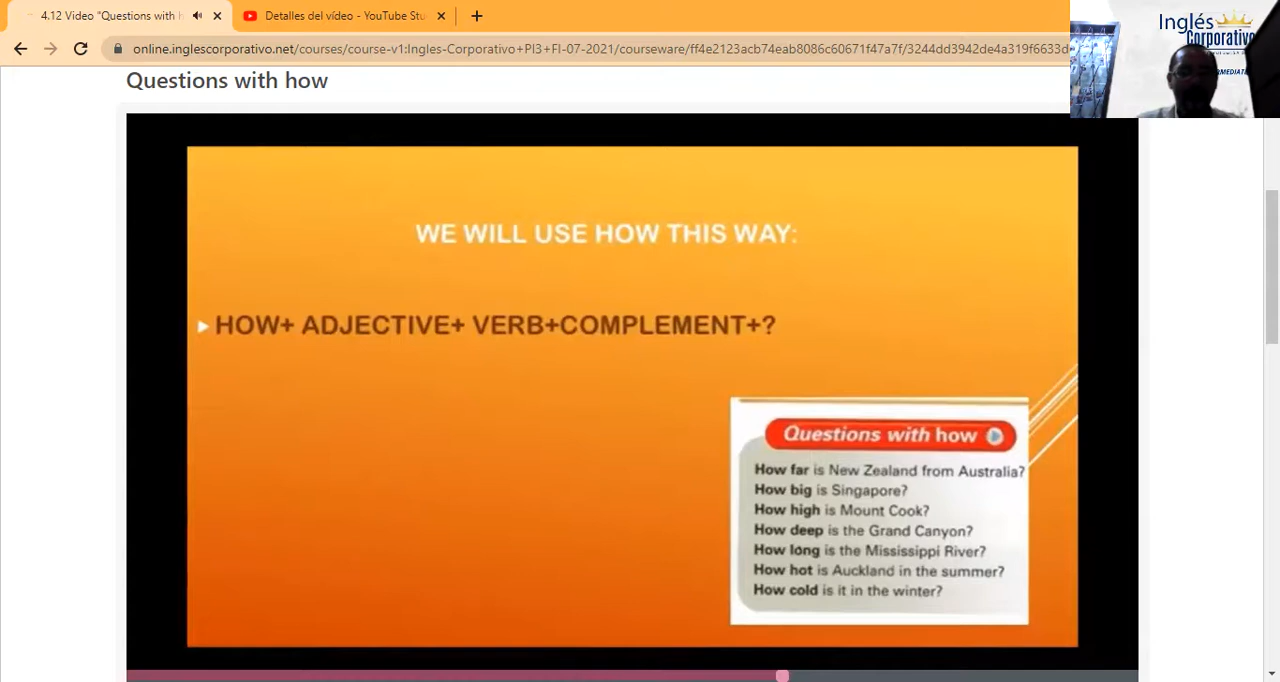 4.12 Video "Questions with h
Detalles del vídeo - YouTube Stu
online.inglescorporativo.net/courses/course-v1:Ingles-Corporativo+PI3+FI-07-2021/courseware/ff4e2123acb74eab8086c60671f47a7f/3244dd3942de4a319f6633d
Inglés
Corporativo
Questions with how
WE WILL USE HOW THIS WAY:
HOW+ ADJECTIVE+ VERB+COMPLEMENT+?
Questions with how
How far is New Zealand from Australia?
How big is Singapore?
How high is Mount Cook?
How deep is the Grand Canyon?
How long is the Mississippi River?
How hot is Auckland in the summer?
How cold is it in the winter?